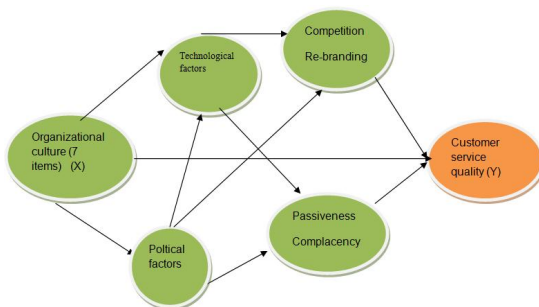 Competition
Re-branding
Technological
factors
Organizational
culture (7
items) (X)
Customer
service
quality (Y)
Passiveness
Complacency
Poltical
factors